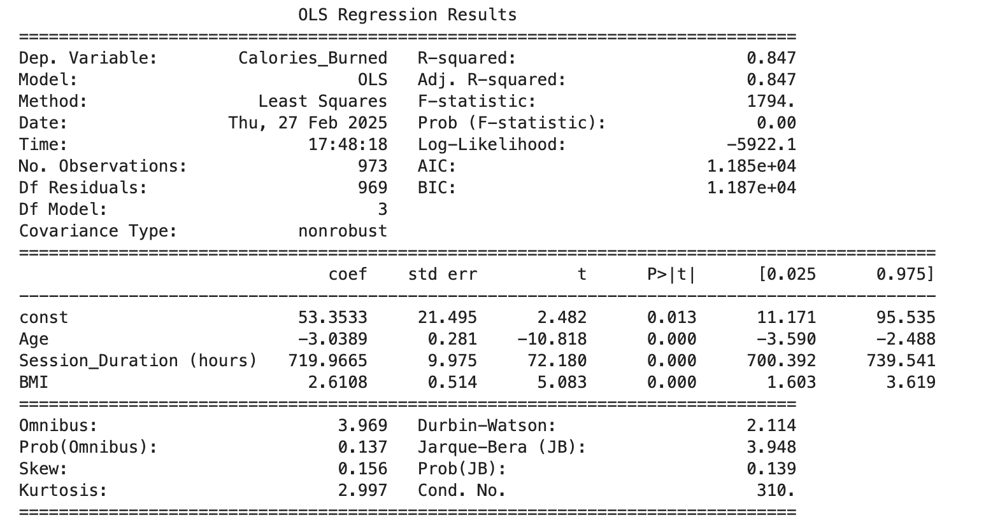 OLS Regression Results
==============================================================================
Dep. Variable: Calories_Burned R-squared: 0.847
Model: OLS Adj. R-squared: 0.847
Method: Least Squares F-statistic: 1794.
Date: Thu, 27 Feb 2025 Prob (F-statistic): 0.00
Time: 17:48:18 Log-Likelihood: -5922.1
No. Observations: 973 AIC: 1.185e+04
Df Residuals: 969 BIC: 1.187e+04
Df Model: 3
Covariance Type: nonrobust
============================================================================================
coef std err t P>|t| [0.025 0.975]
--------------------------------------------------------------------------------------------
const 53.3533 21.495 2.482 0.013 11.171 95.535
Age -3.0389 0.281 -10.818 0.000 -3.590 -2.488
Session_Duration (hours) 719.9665 9.975 72.180 0.000 700.392 739.541
BMI 2.6108 0.514 5.083 0.000 1.603 3.619
==============================================================================
Omnibus: 3.969 Durbin-Watson: 2.114
Prob(Omnibus): 0.137 Jarque-Bera (JB): 3.948
Skew: 0.156 Prob(JB): 0.139
Kurtosis: 2.997 Cond. No. 310.
==============================================================================